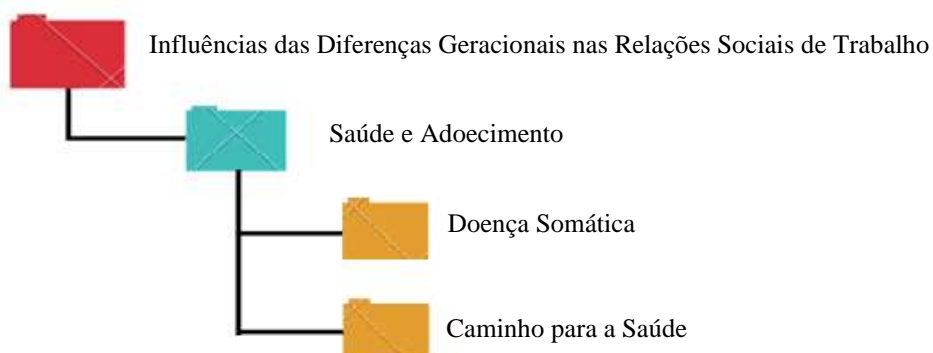 Influências das Diferenças Geracionais nas Relações Sociais de Trabalho
Saúde e Adoecimento
Doença Somática
Caminho para a Saúde